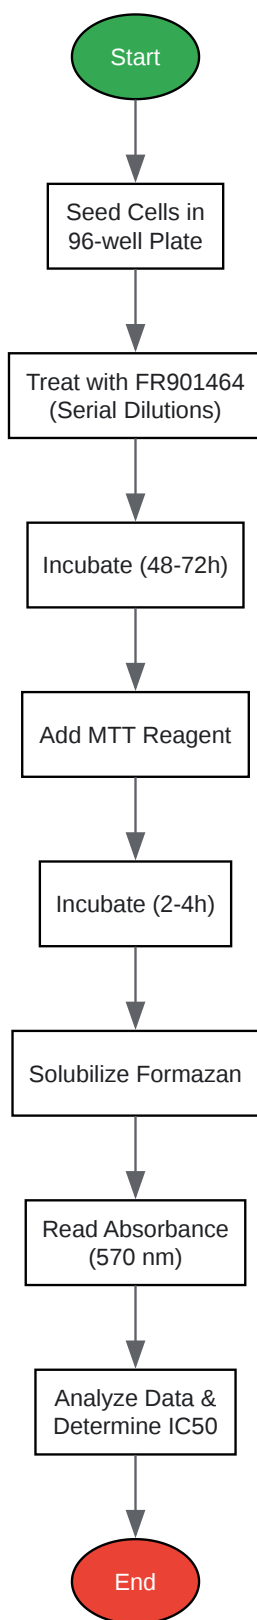 Start
Seed Cells in
96-well Plate
Treat with FR901464
(Serial Dilutions)
Incubate (48-72h)
Add MTT Reagent
Incubate (2-4h)
Solubilize Formazan
Read Absorbance
(570 nm)
Analyze Data &
Determine IC50
End